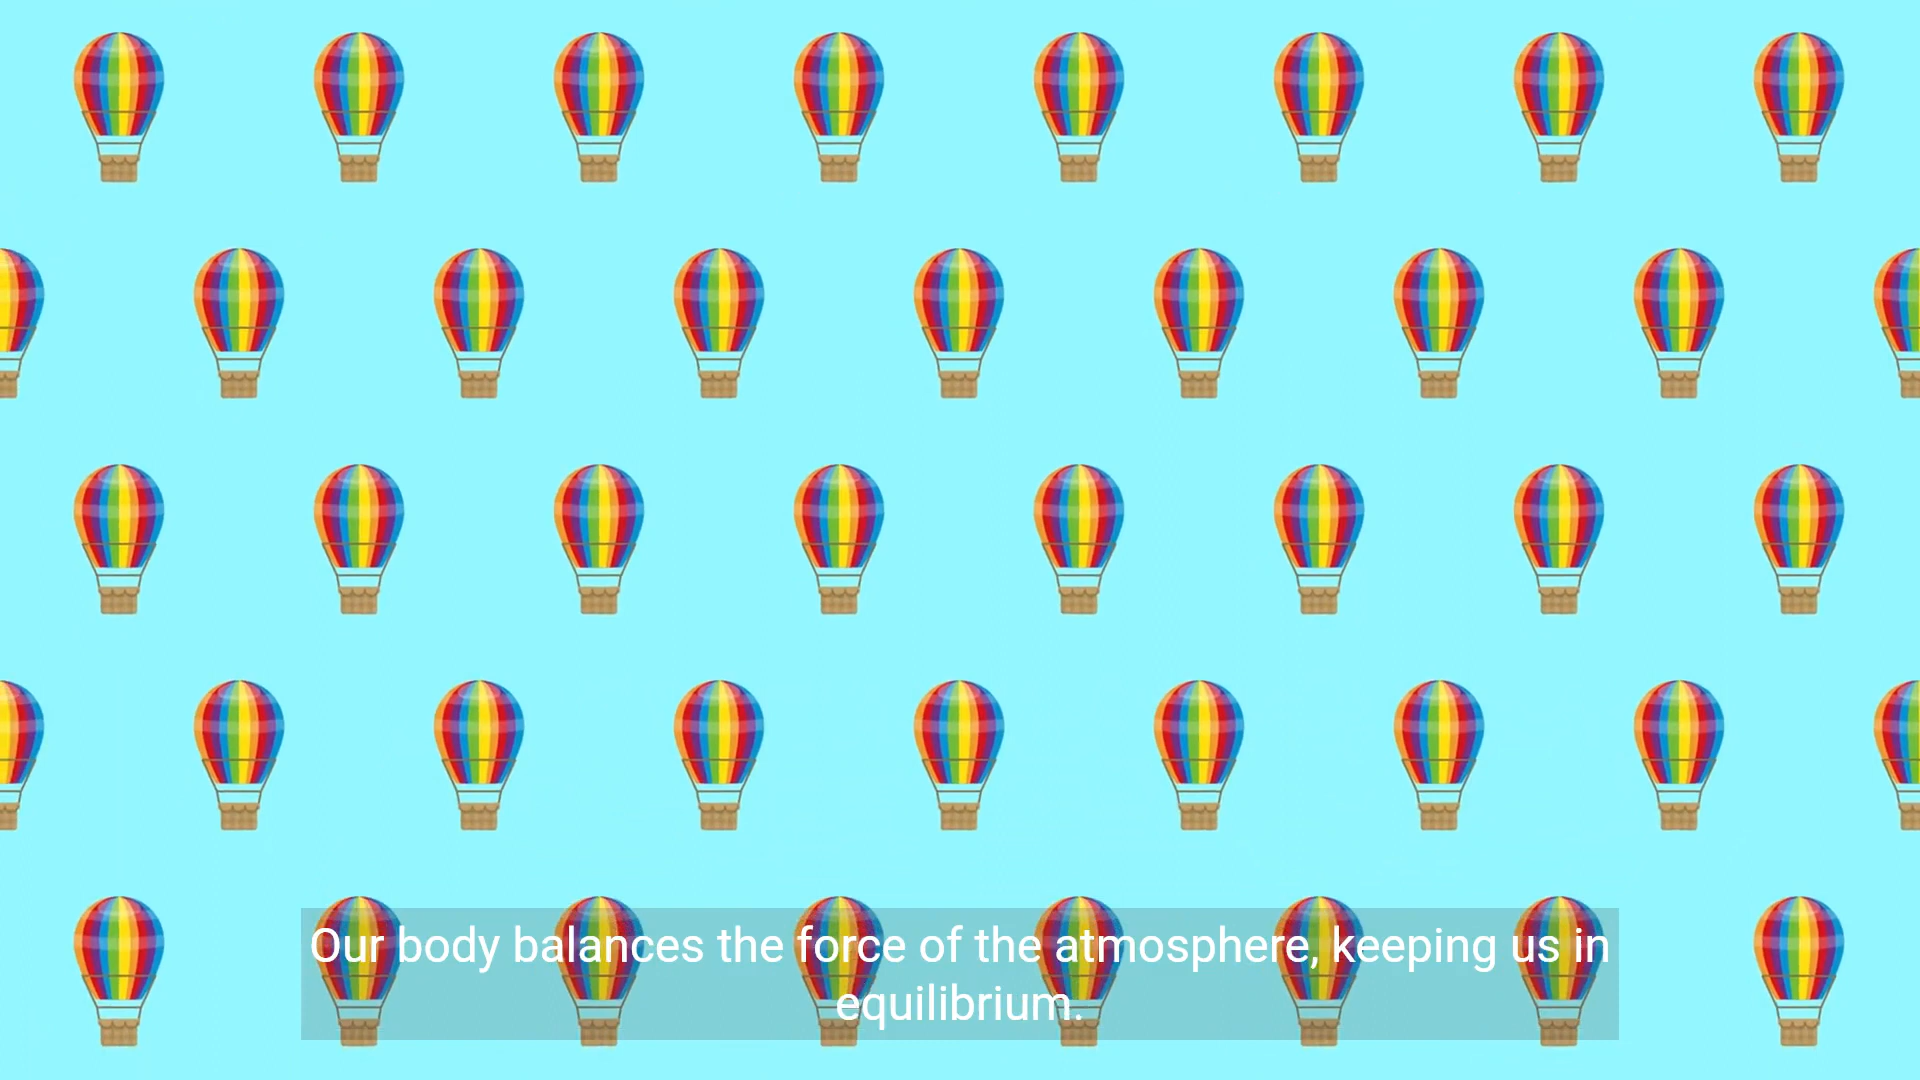 Our body balances the force of the atmosphere, keeping us in
equilibrium.